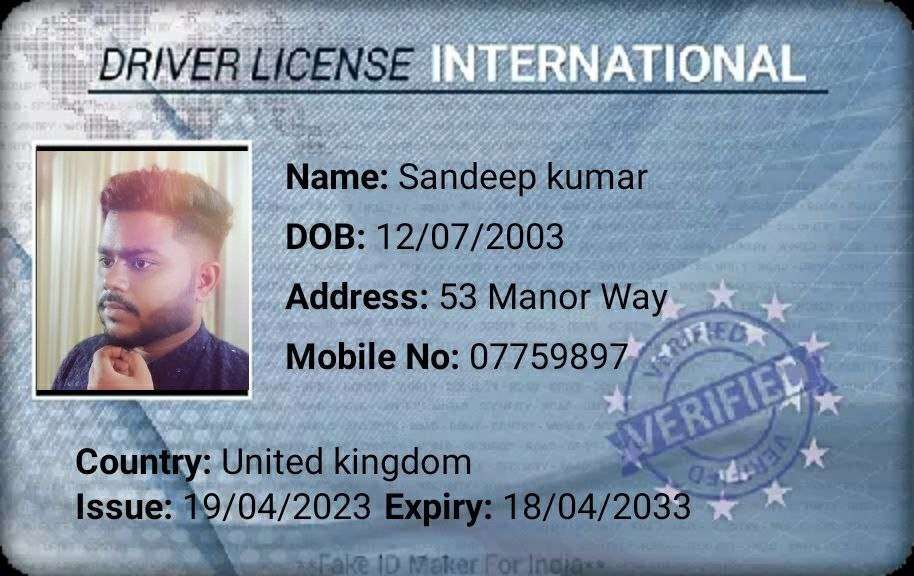 DRIVER LICENSE INTERNATIONAL
Name: Sandeep kumar
DOB: 12/07/2003
Address: 53 Manor Way
Mobile No: 07759897
VERIFIED
VERIFIED
VERIFIED
Country: United kingdom
Issue: 19/04/2023 Expiry: 18/04/2033
**Fake ID Maker For India**